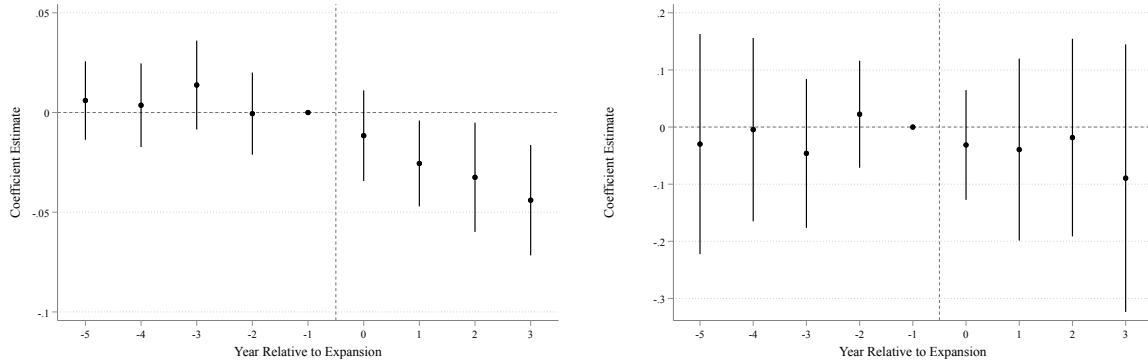 .05
0
-.05
-.1
Coefficient Estimate
-5 -4 -3 -2 -1 0 1 2 3
Year Relative to Expansion
.2
.1
0
-.1
-.2
-.3
Coefficient Estimate
-5 -4 -3 -2 -1 0 1 2 3
Year Relative to Expansion